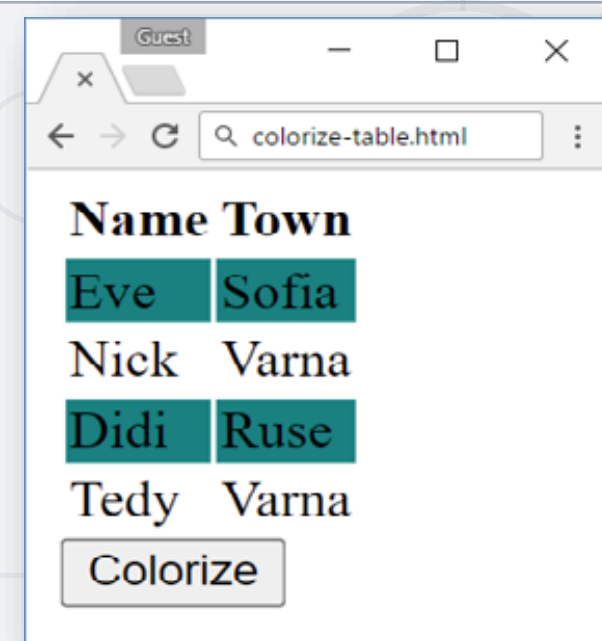 Guest
colorize-table.html
Name Town
Eve Sofia
Nick Varna
Didi Ruse
Tedy Varna
Colorize